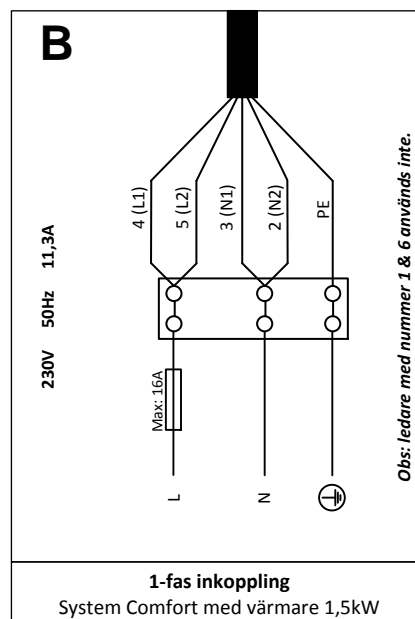 B
4 (L1)
5 (L2)
3 (N1)
2 (N2)
PE
230V 50Hz 11,3A
Max: 16A
L
N
Obs: ledare med nummer 1 & 6 används inte.
1-fas inkoppling
System Comfort med värmare 1,5kW